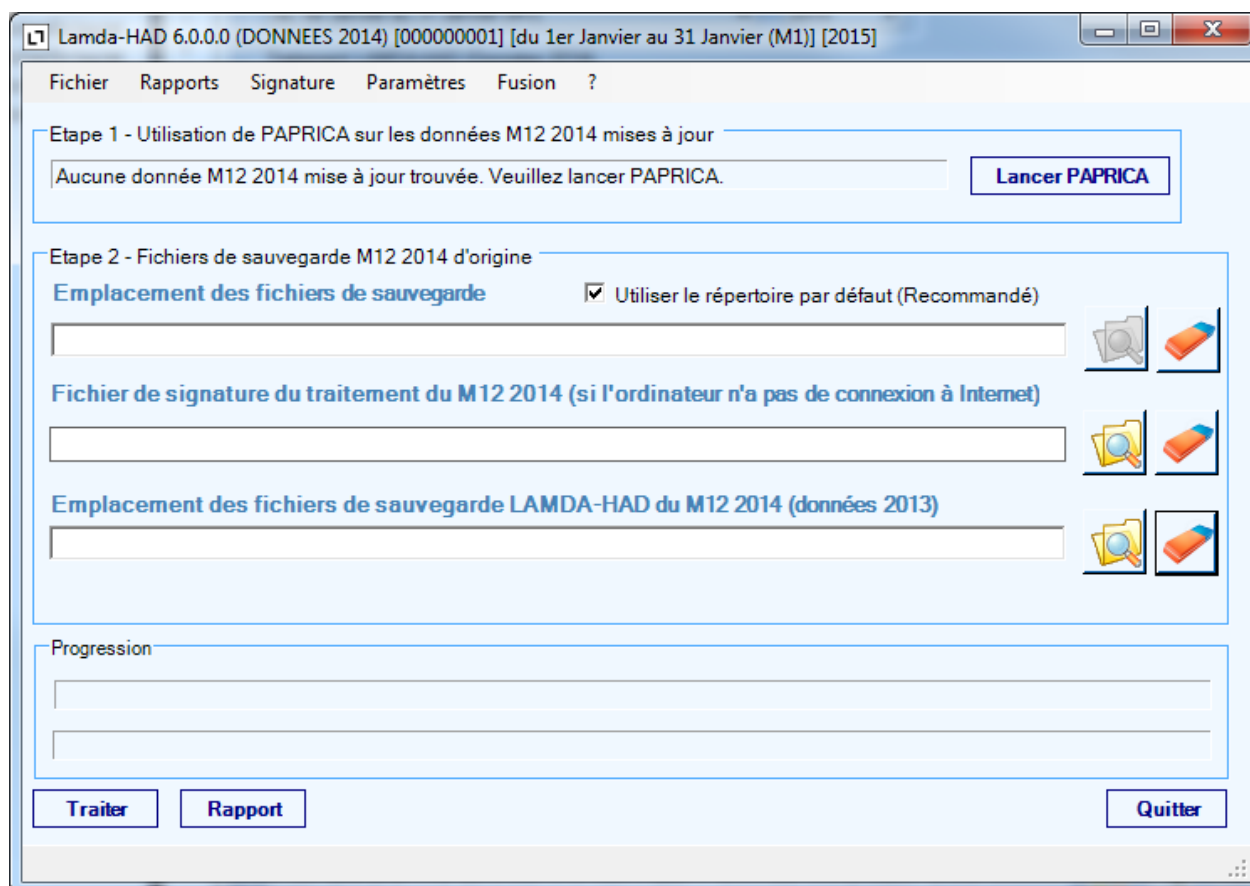 Lamda-HAD 6.0.0.0 (DONNEES 2014) [000000001] [du 1er Janvier au 31 Janvier (M1)] [2015]
Fichier Rapports Signature Paramètres Fusion ?
Etape 1 - Utilisation de PAPRICA sur les données M12 2014 mises à jour
Aucune donnée M12 2014 mise à jour trouvée. Veuillez lancer PAPRICA. Lancer PAPRICA
Etape 2 - Fichiers de sauvegarde M12 2014 d'origine
Emplacement des fichiers de sauvegarde Utiliser le répertoire par défaut (Recommandé)
Fichier de signature du traitement du M12 2014 (si l'ordinateur n'a pas de connexion à Internet)
Emplacement des fichiers de sauvegarde LAMDA-HAD du M12 2014 (données 2013)
Progression
Traiter Rapport Quitter